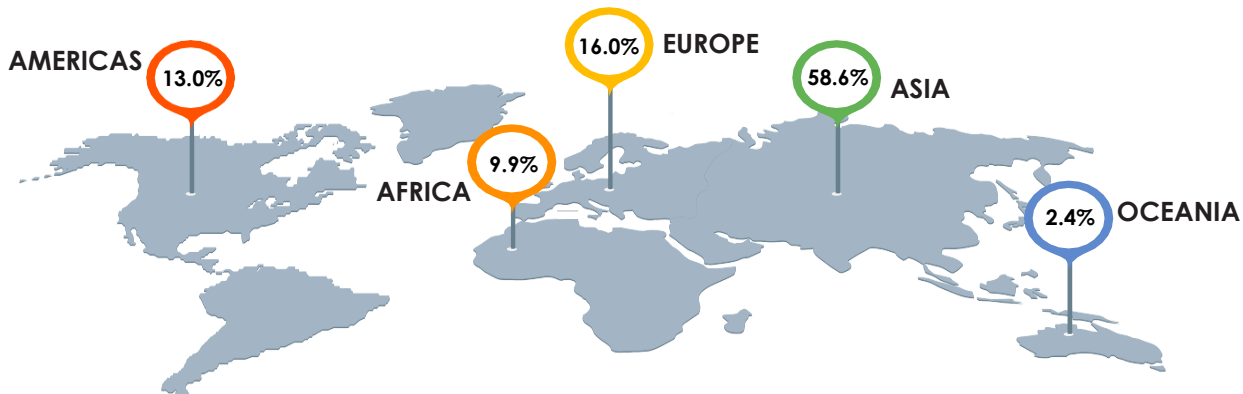 AMERICAS
13.0%
16.0%
EUROPE
58.6%
ASIA
AFRICA
9.9%
2.4%
OCEANIA